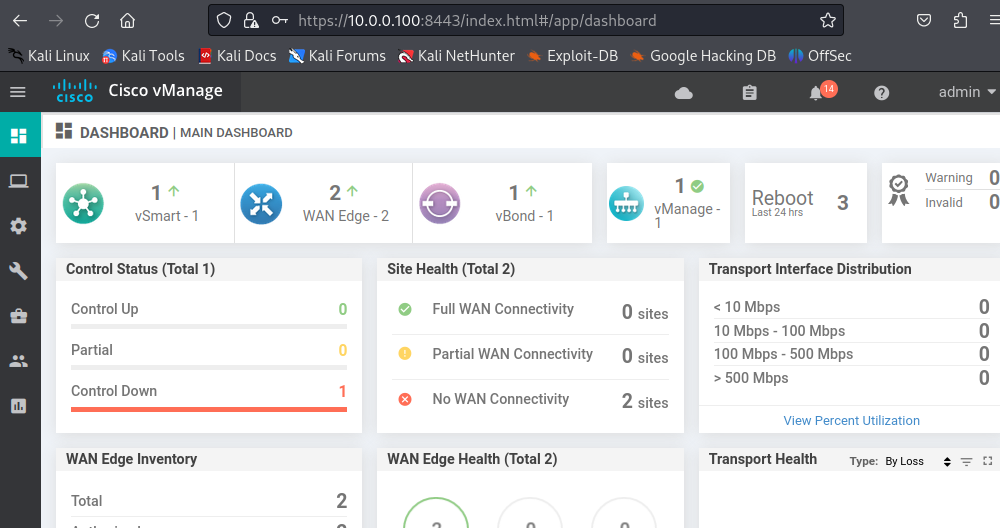 https://10.0.0.100:8443/index.html#/app/dashboard
Kali Linux Kali Tools Kali Docs Kali Forums Kali NetHunter Exploit-DB Google Hacking DB OffSec
CISCO Cisco vManage 14 admin
DASHBOARD | MAIN DASHBOARD
1
vSmart - 1
2
WAN Edge - 2
1
vBond - 1
1
vManage -
1
Reboot 3
Last 24 hrs
Warning 0
Invalid 0
Control Status (Total 1)
Control Up 0
Partial 0
Control Down 1
Site Health (Total 2)
Full WAN Connectivity 0 sites
Partial WAN Connectivity 0 sites
No WAN Connectivity 2 sites
Transport Interface Distribution
< 10 Mbps 0
10 Mbps - 100 Mbps 0
100 Mbps - 500 Mbps 0
> 500 Mbps 0
View Percent Utilization
WAN Edge Inventory
Total 2
WAN Edge Health (Total 2)
Transport Health Type: By Loss